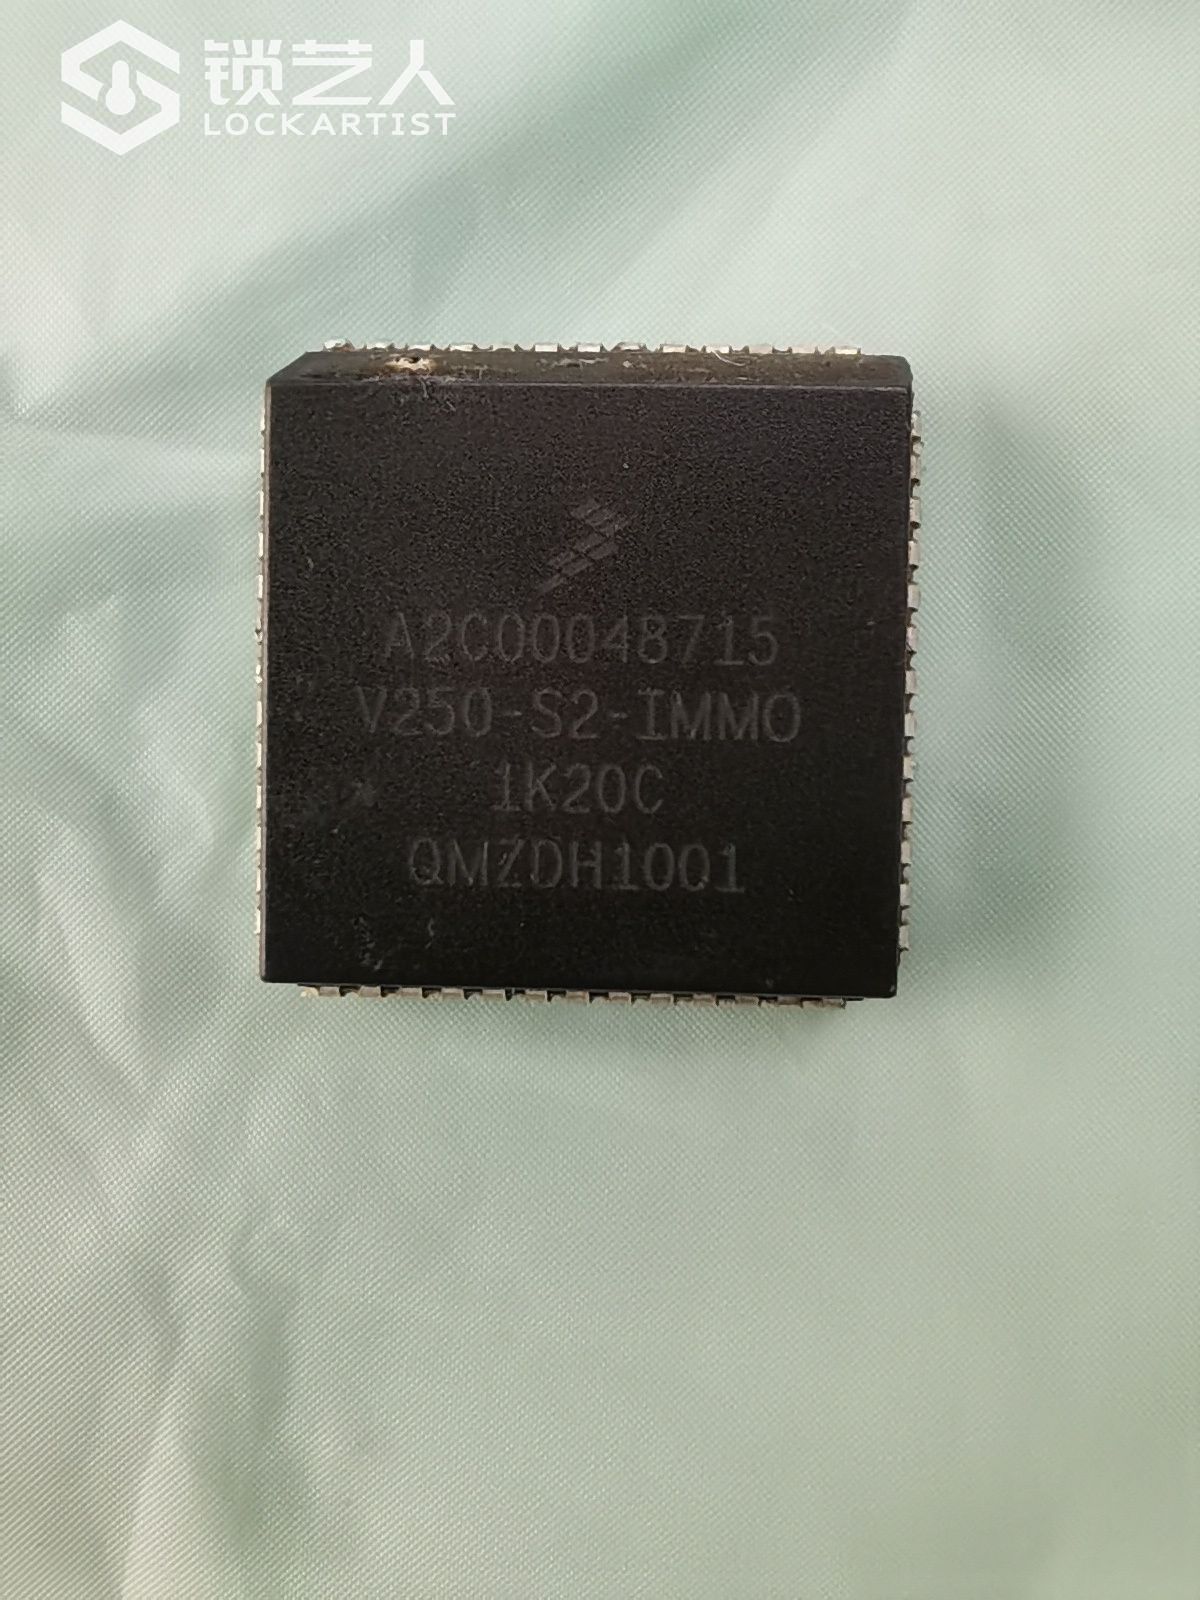 锁艺人
LOCKARTIST
A2C00048715
V250-S2-IMMO
1K20C
QMZDH1001